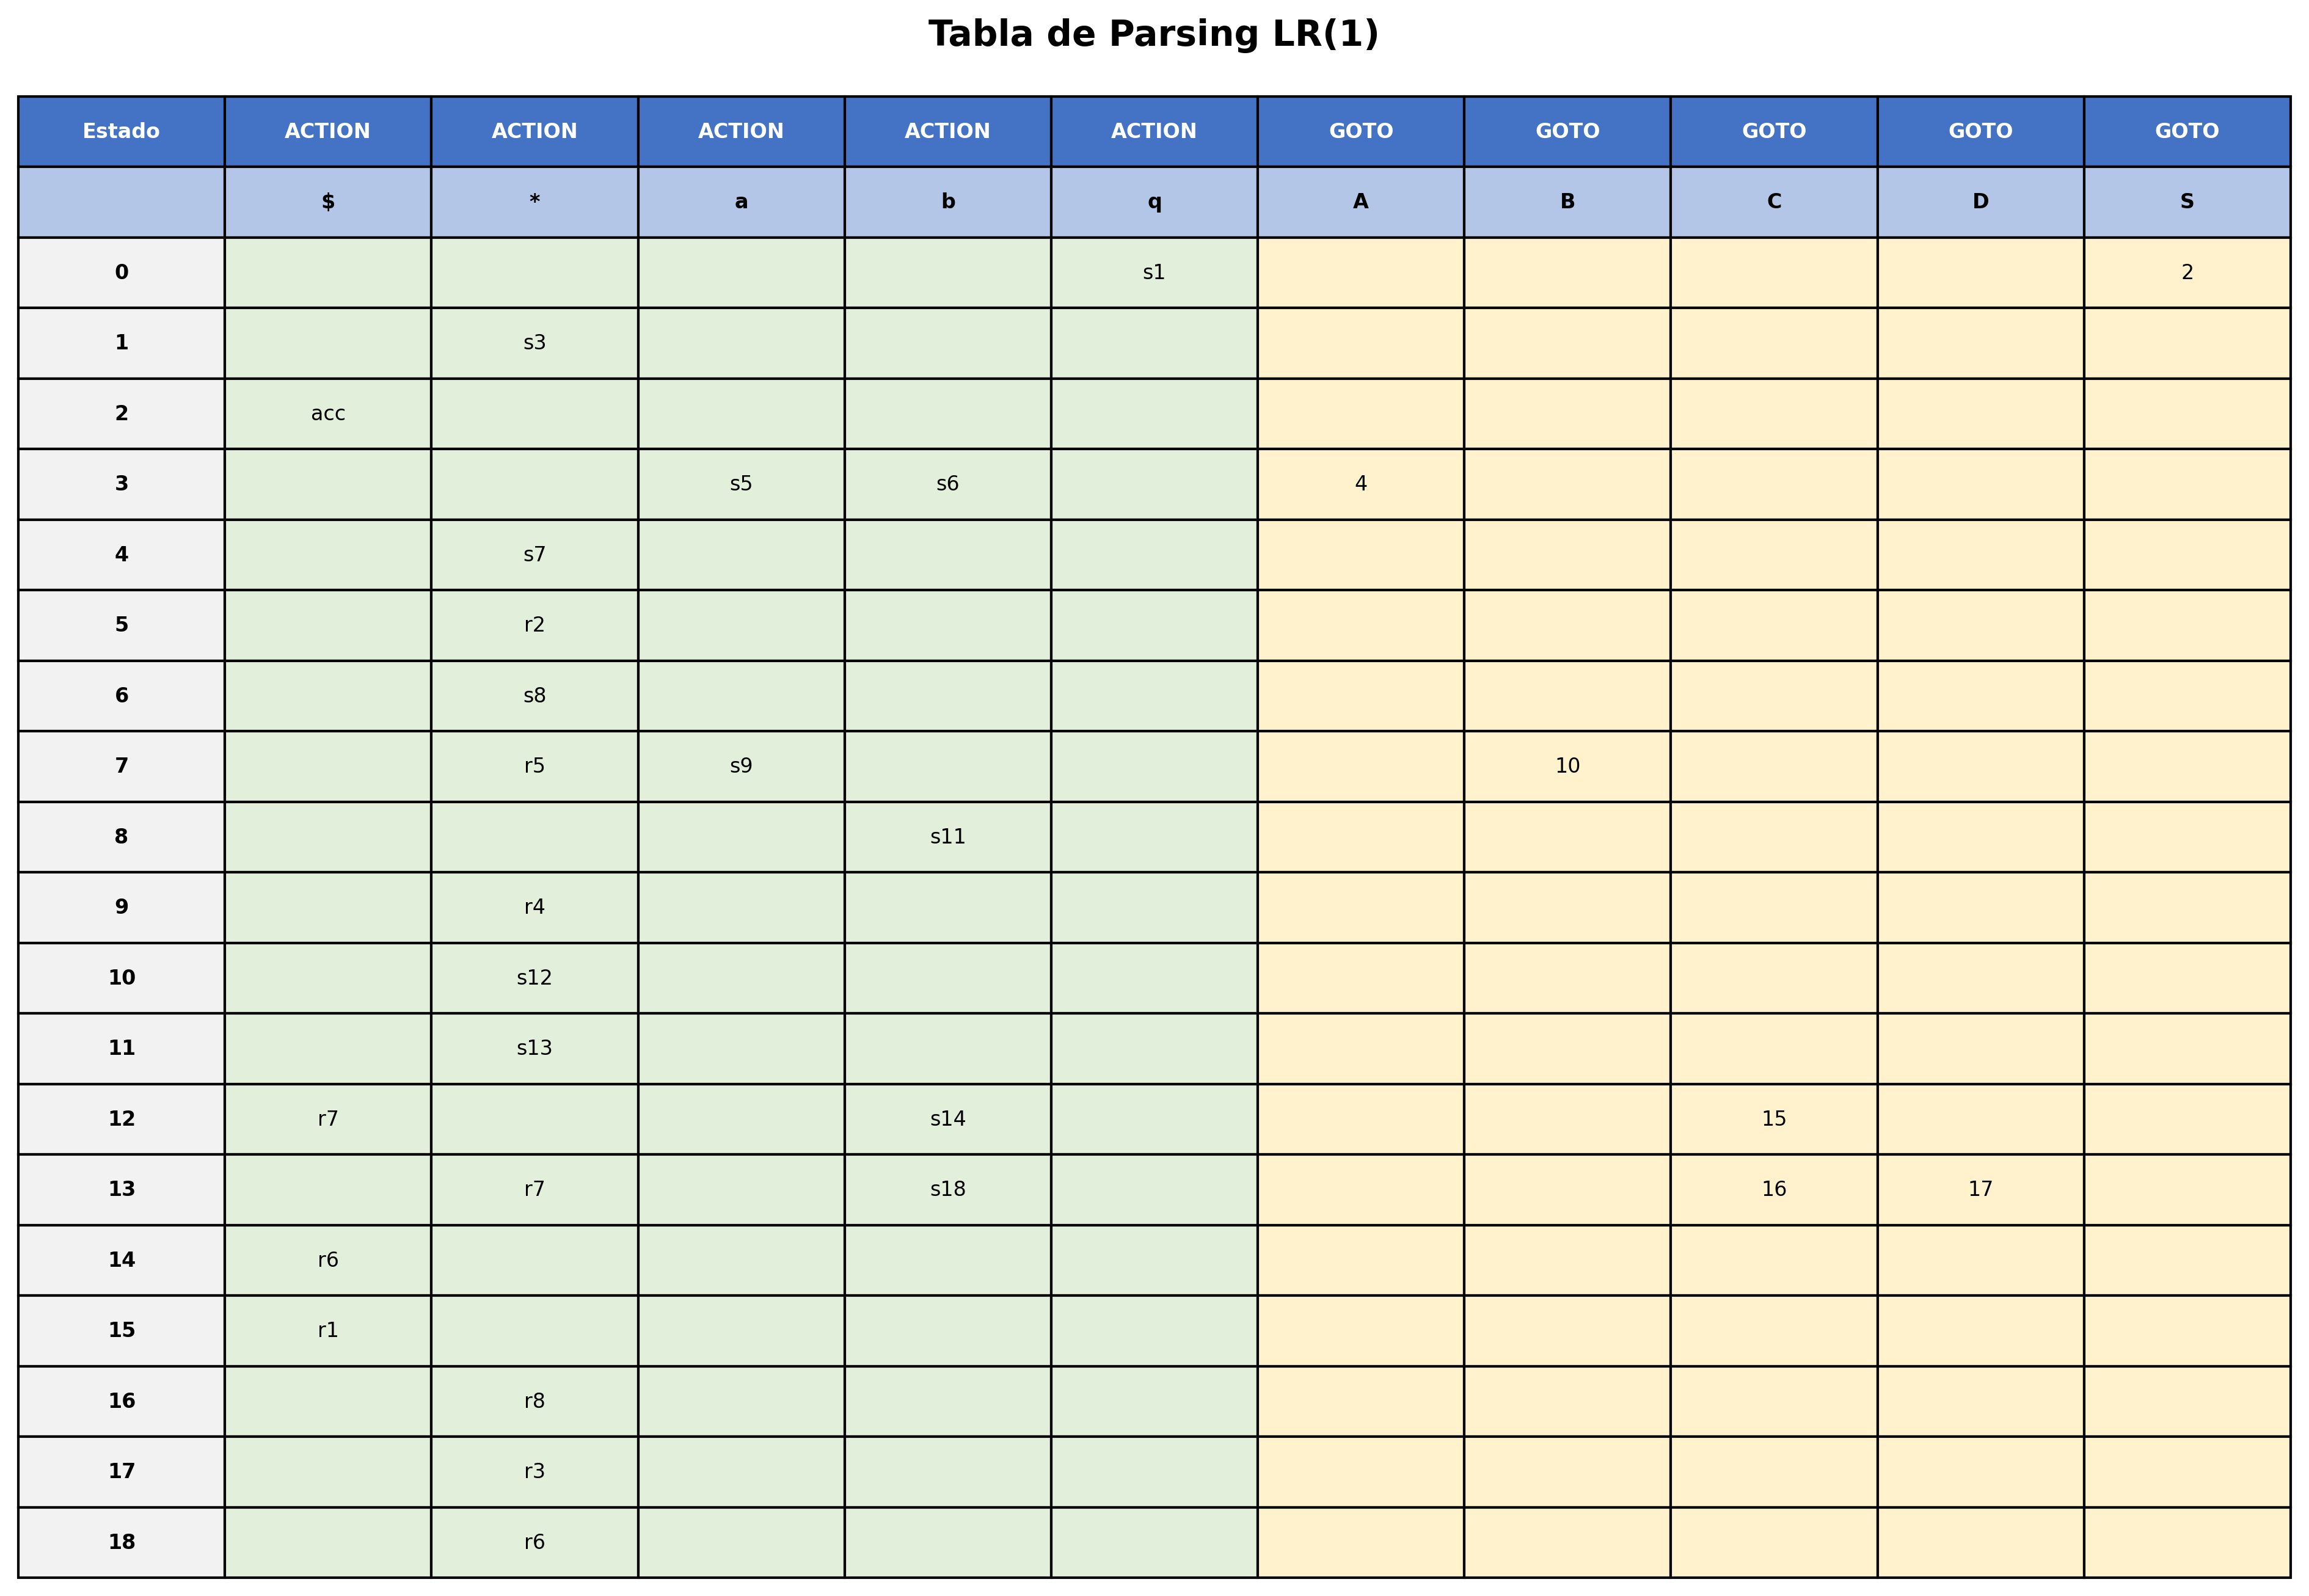 Tabla de Parsing LR(1)
Estado ACTION ACTION ACTION ACTION ACTION GOTO GOTO GOTO GOTO GOTO
$ * a b q A B C D S
0 s1 2
1 s3
2 acc
3 s5 s6 4
4 s7
5 r2
6 s8
7 r5 s9 10
8 s11
9 r4
10 s12
11 s13
12 r7 s14 15
13 r7 s18 16 17
14 r6
15 r1
16 r8
17 r3
18 r6